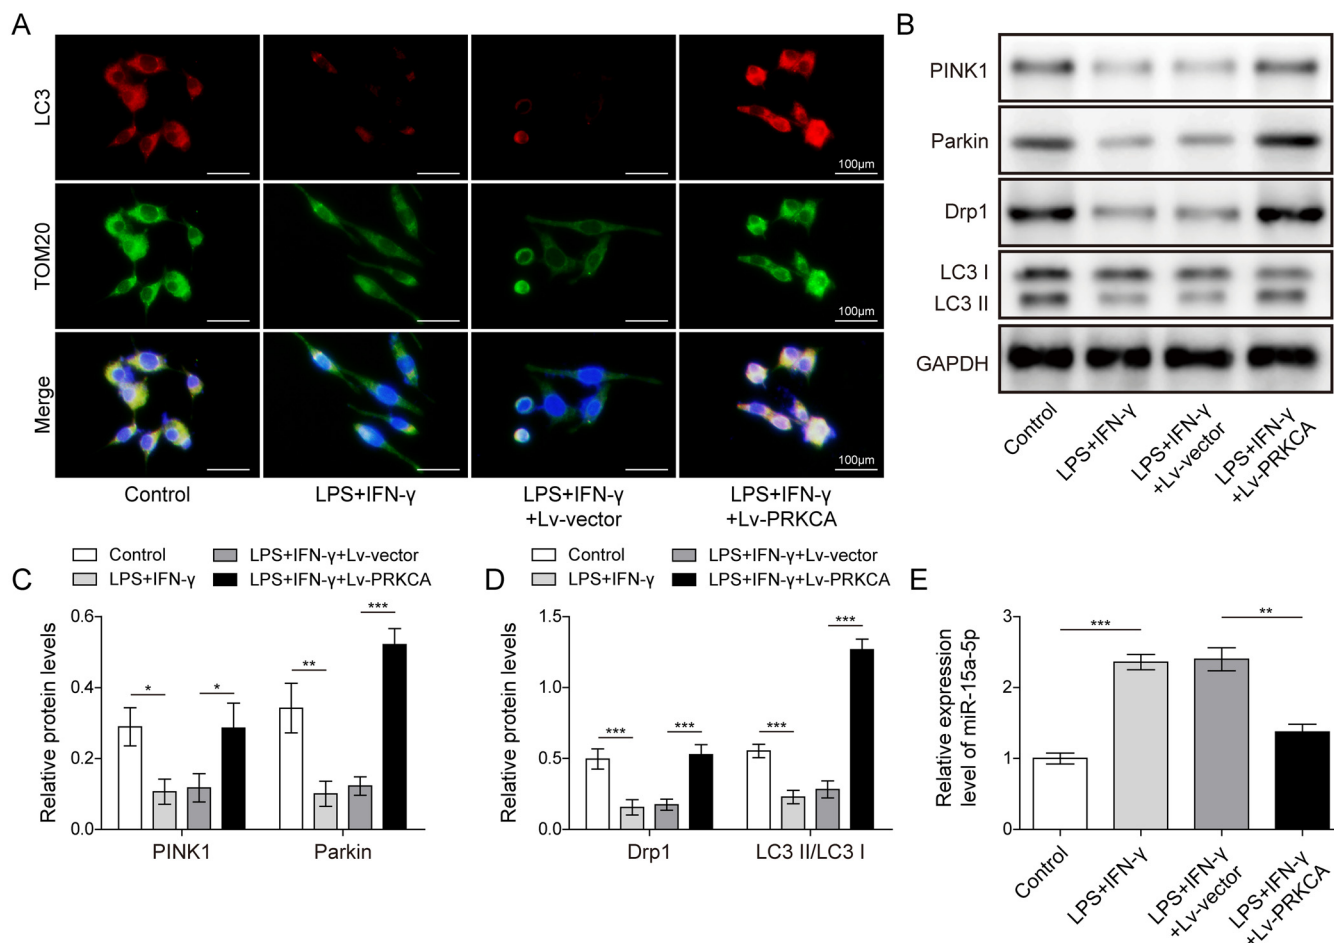 A
LC3
100μm
TOM20
100μm
Merge
100μm
Control
LPS+IFN-γ
LPS+IFN-γ
+Lv-vector
LPS+IFN-γ
+Lv-PRKCA
B
PINK1
Parkin
Drp1
LC3 I
LC3 II
GAPDH
Control
LPS+IFN-γ
LPS+IFN-γ
+Lv-vector
LPS+IFN-γ
+Lv-PRKCA
C
Control
LPS+IFN-γ+Lv-vector
LPS+IFN-γ
LPS+IFN-γ+Lv-PRKCA
Relative protein levels
0.6
0.4
0.2
0.0
*
*
**
***
PINK1
Parkin
D
Control
LPS+IFN-γ+Lv-vector
LPS+IFN-γ
LPS+IFN-γ+Lv-PRKCA
Relative protein levels
1.5
1.0
0.5
0.0
***
***
***
***
Drp1
LC3 II/LC3 I
E
Relative expression
level of miR-15a-5p
3
2
1
0
***
**
Control
LPS+IFN-γ
LPS+IFN-γ
+Lv-vector
LPS+IFN-γ
+Lv-PRKCA